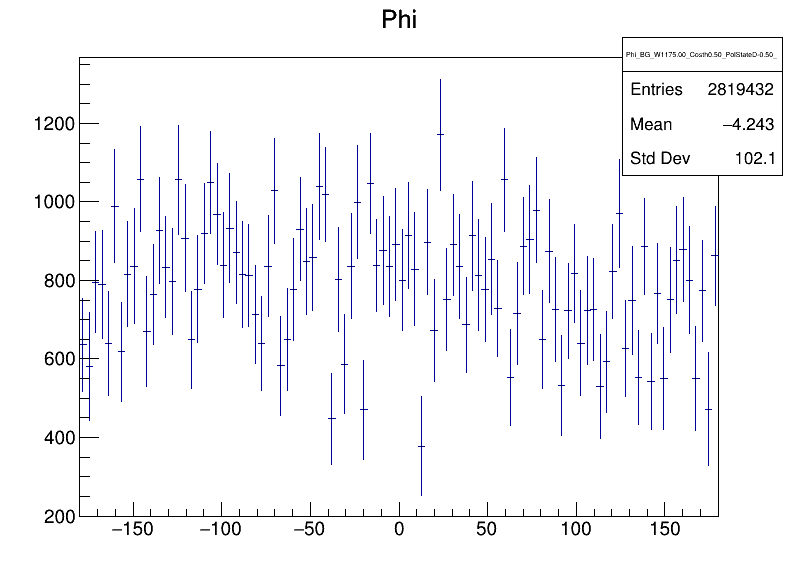 Phi
Phi_BG_W1175.00_Costh0.50_PolStateD-0.50_
Entries 2819432
Mean −4.243
Std Dev 102.1
1200
1000
800
600
400
200
−150 −100 −50 0 50 100 150